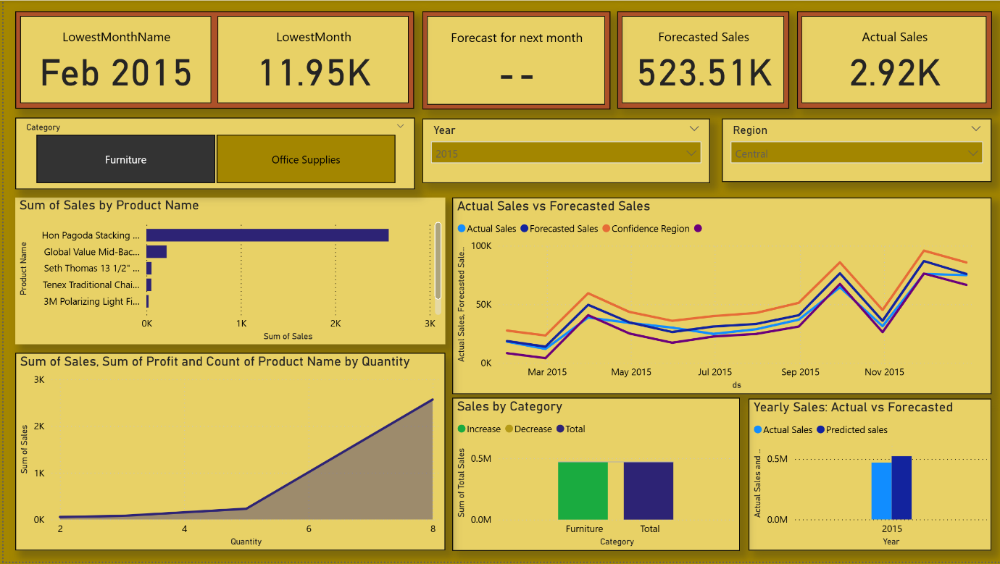 LowestMonthName
Feb 2015
LowestMonth
11.95K
Forecast for next month
--
Forecasted Sales
523.51K
Actual Sales
2.92K
Category
Furniture
Office Supplies
Year
2015
Region
Central
Sum of Sales by Product Name
Product Name
Hon Pagoda Stacking ...
Global Value Mid-Bac...
Seth Thomas 13 1/2" ...
Tenex Traditional Chai...
3M Polarizing Light Fi...
0K 1K 2K 3K
Sum of Sales
Actual Sales vs Forecasted Sales
Actual Sales Forecasted Sales Confidence Region
Actual Sales, Forecasted Sale...
100K
50K
0K
Mar 2015 May 2015 Jul 2015 Sep 2015 Nov 2015
ds
Sum of Sales, Sum of Profit and Count of Product Name by Quantity
Sum of Sales
3K
2K
1K
0K
2 4 6 8
Quantity
Sales by Category
Increase Decrease Total
Sum of Total Sales
0.5M
0.0M
Furniture Total
Category
Yearly Sales: Actual vs Forecasted
Actual Sales Predicted sales
Actual Sales and ...
0.5M
0.0M
2015
Year